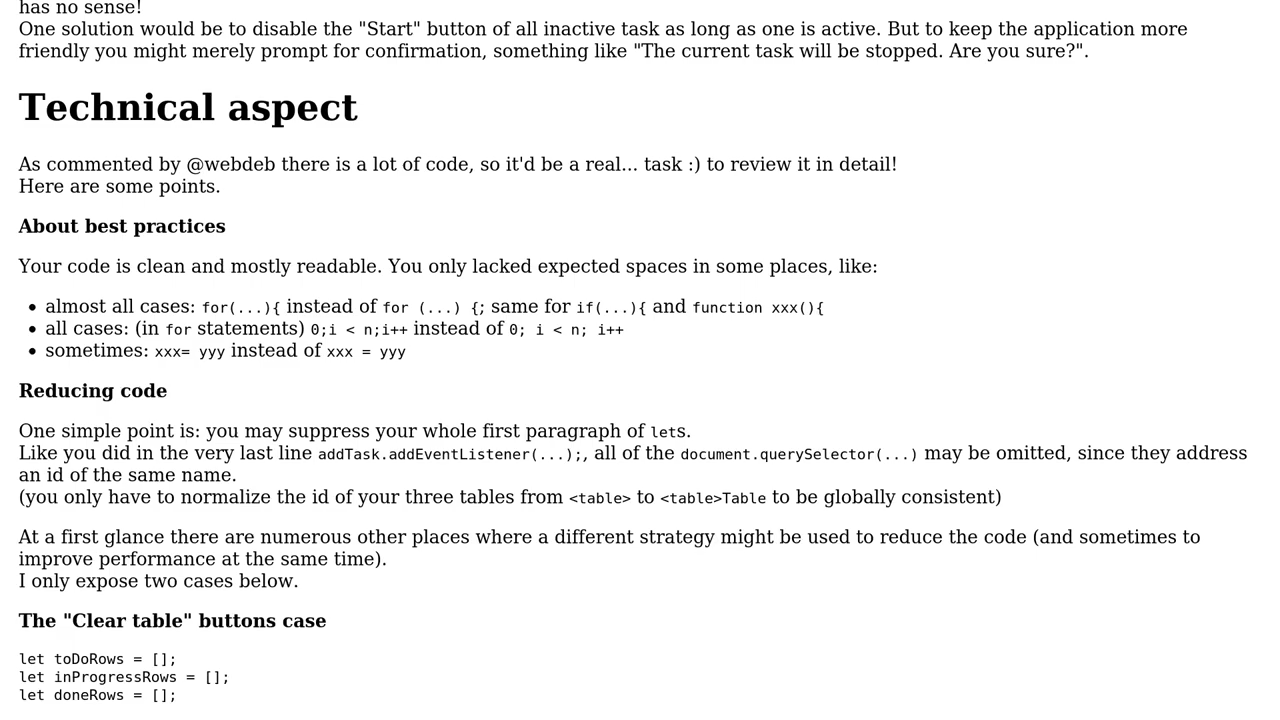 has no sense!
One solution would be to disable the "Start" button of all inactive task as long as one is active. But to keep the application more
friendly you might merely prompt for confirmation, something like "The current task will be stopped. Are you sure?".
Technical aspect
As commented by @webdeb there is a lot of code, so it'd be a real... task :) to review it in detail!
Here are some points.
About best practices
Your code is clean and mostly readable. You only lacked expected spaces in some places, like:
• almost all cases: for(...){ instead of for (...) {; same for if(...){ and function xxx(){
• all cases: (in for statements) 0;i < n;i++ instead of 0; i < n; i++
• sometimes: xxx= yyy instead of xxx = yyy
Reducing code
One simple point is: you may suppress your whole first paragraph of lets.
Like you did in the very last line addTask.addEventListener(...);, all of the document.querySelector(...) may be omitted, since they address
an id of the same name.
(you only have to normalize the id of your three tables from <table> to <table>Table to be globally consistent)
At a first glance there are numerous other places where a different strategy might be used to reduce the code (and sometimes to
improve performance at the same time).
I only expose two cases below.
The "Clear table" buttons case
let toDoRows = [];
let inProgressRows = [];
let doneRows = [];